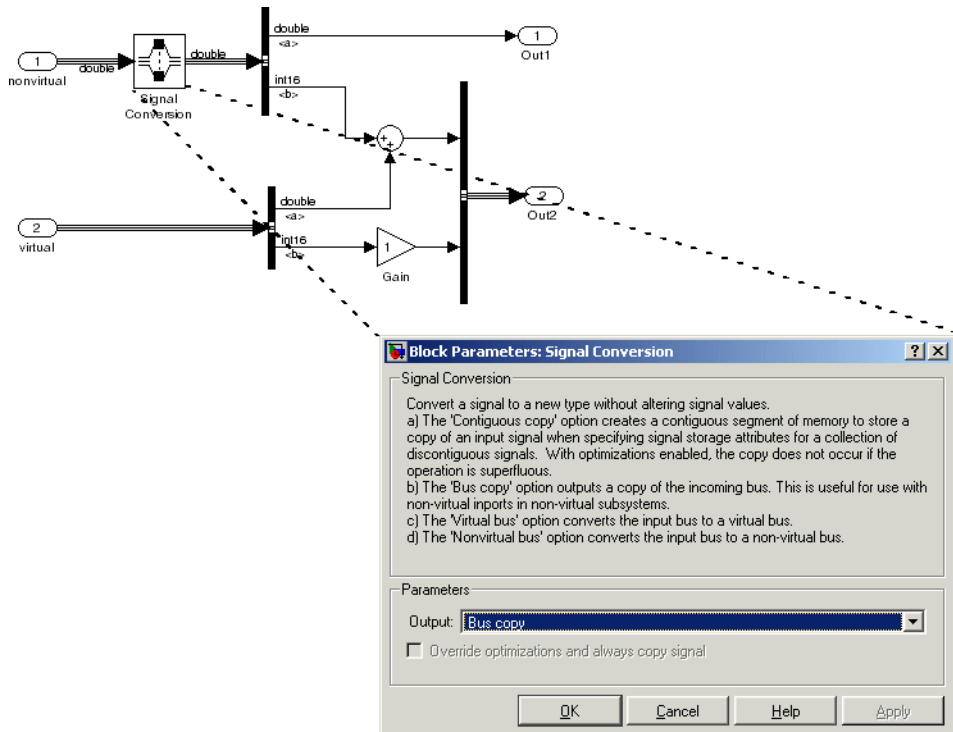 double
<a>
1
Out1
1
nonvirtual
double
double
Signal
Conversion
int16
<b>
+
+
double
<a>
2
Out2
2
virtual
int16
<b>
1
Gain
Block Parameters: Signal Conversion
Signal Conversion
Convert a signal to a new type without altering signal values.
a) The 'Contiguous copy' option creates a contiguous segment of memory to store a
copy of an input signal when specifying signal storage attributes for a collection of
discontiguous signals. With optimizations enabled, the copy does not occur if the
operation is superfluous.
b) The 'Bus copy' option outputs a copy of the incoming bus. This is useful for use with
non-virtual inports in non-virtual subsystems.
c) The 'Virtual bus' option converts the input bus to a virtual bus.
d) The 'Nonvirtual bus' option converts the input bus to a non-virtual bus.
Parameters
Output: Bus copy
Override optimizations and always copy signal
OK Cancel Help Apply